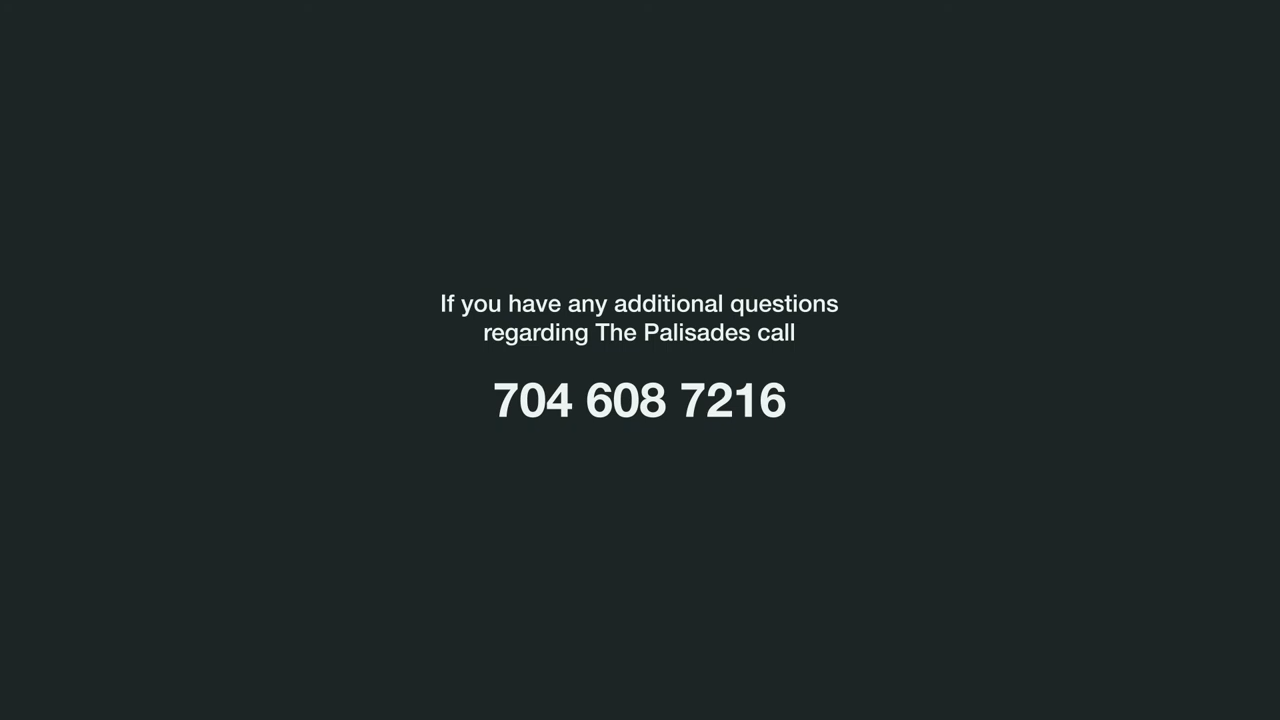 If you have any additional questions
regarding The Palisades call
704 608 7216